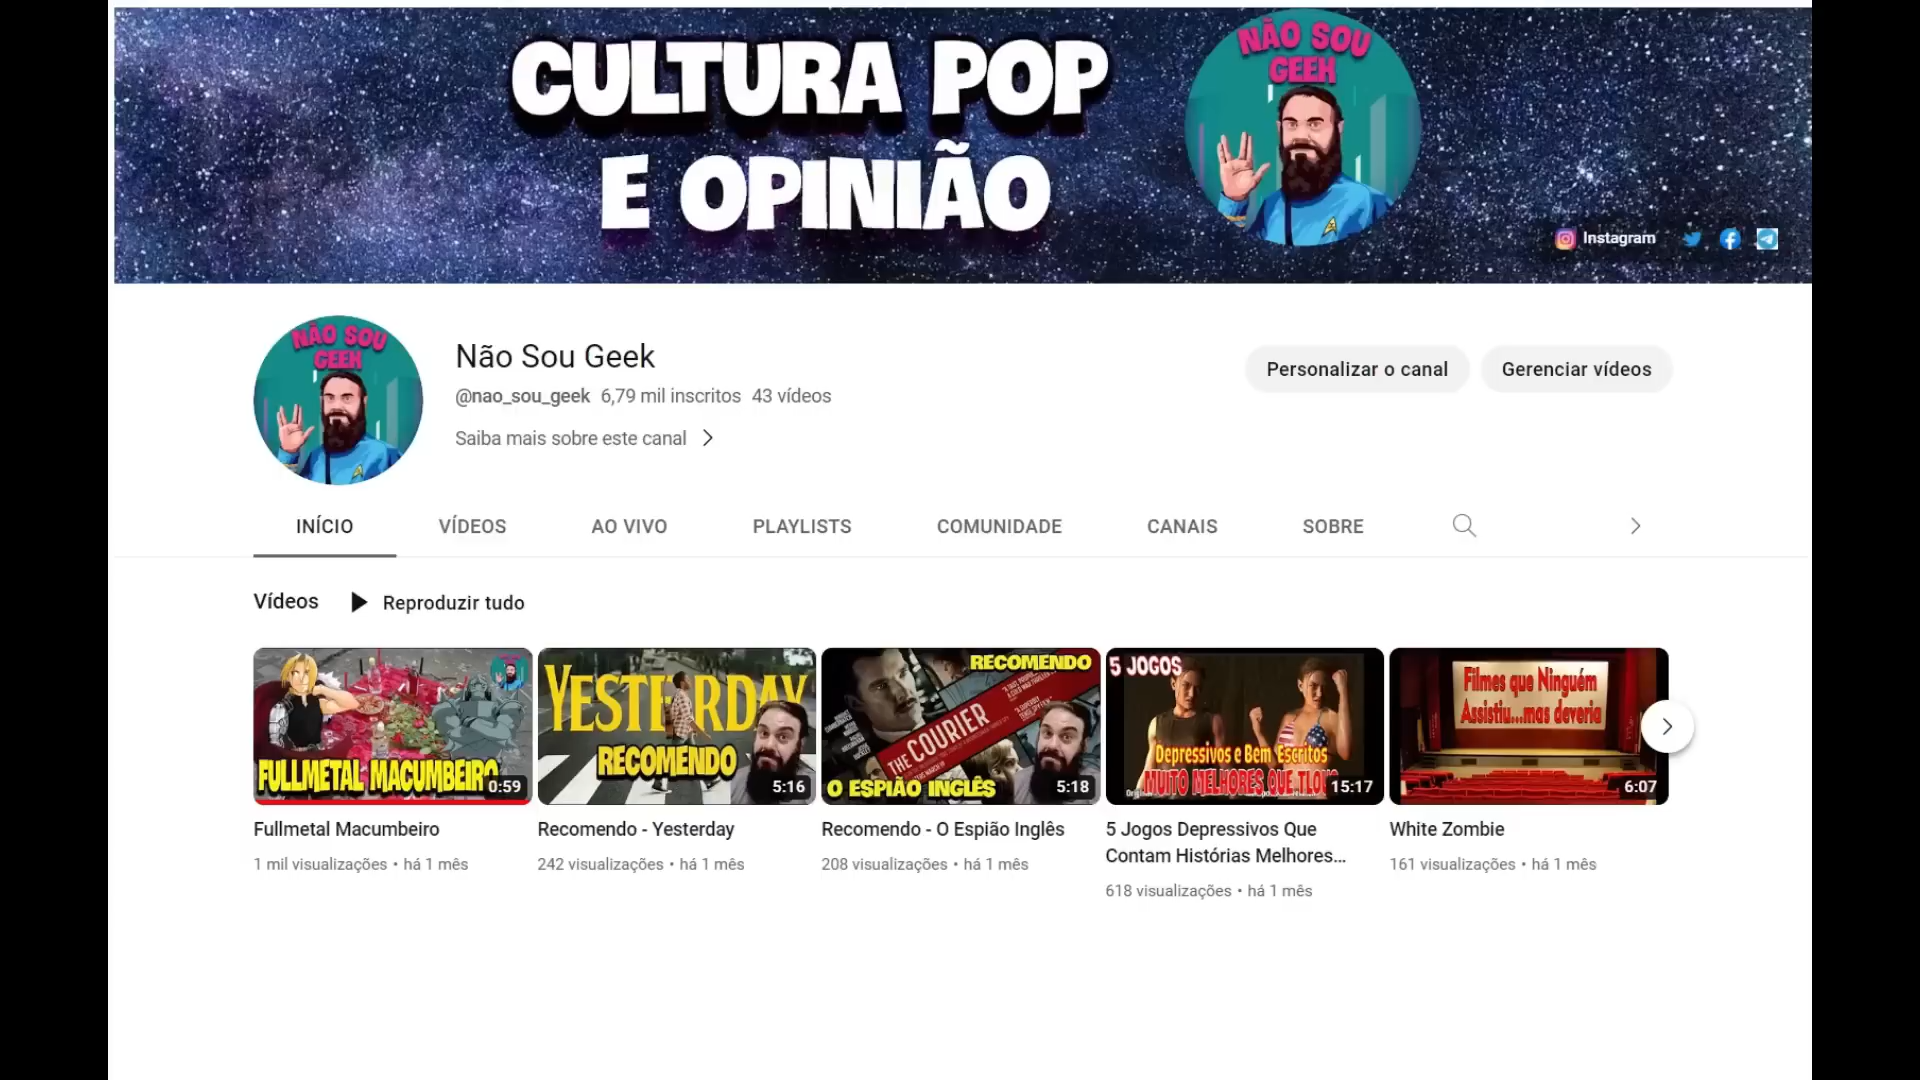 CULTURA POP
E OPINIÃO
NÃO SOU
GEEK
Instagram
NÃO SOU
GEEK
Não Sou Geek
@nao_sou_geek 6,79 mil inscritos 43 vídeos
Saiba mais sobre este canal
Personalizar o canal
Gerenciar vídeos
INÍCIO VÍDEOS AO VIVO PLAYLISTS COMUNIDADE CANAIS SOBRE
Vídeos Reproduzir tudo
FULLMETAL MACUMBEIRO
0:59
YESTERDAY
RECOMENDO
5:16
RECOMENDO
THE COURIER
O ESPIÃO INGLÊS
5:18
5 JOGOS
Depressivos e Bem Escritos
MUITO MELHORES QUE TLOU
15:17
Filmes que Ninguém
Assistiu...mas deveria
6:07
Fullmetal Macumbeiro
1 mil visualizações • há 1 mês
Recomendo - Yesterday
242 visualizações • há 1 mês
Recomendo - O Espião Inglês
208 visualizações • há 1 mês
5 Jogos Depressivos Que
Contam Histórias Melhores...
618 visualizações • há 1 mês
White Zombie
161 visualizações • há 1 mês